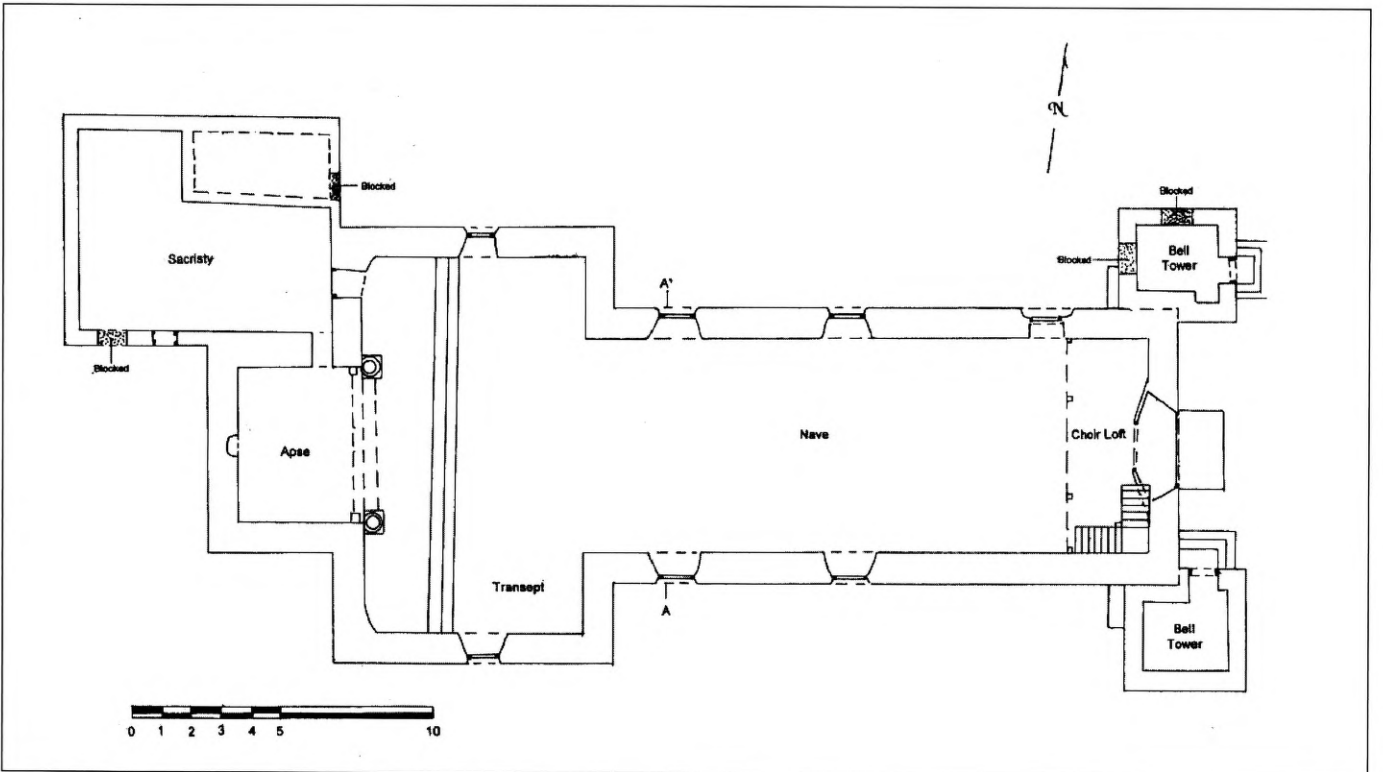 N
Blocked
Blocked
Sacristy
Blocked
Bell
Tower
A'
Blocked
Apse
Nave
Choir Loft
Transept
A
Bell
Tower
0 1 2 3 4 5 10